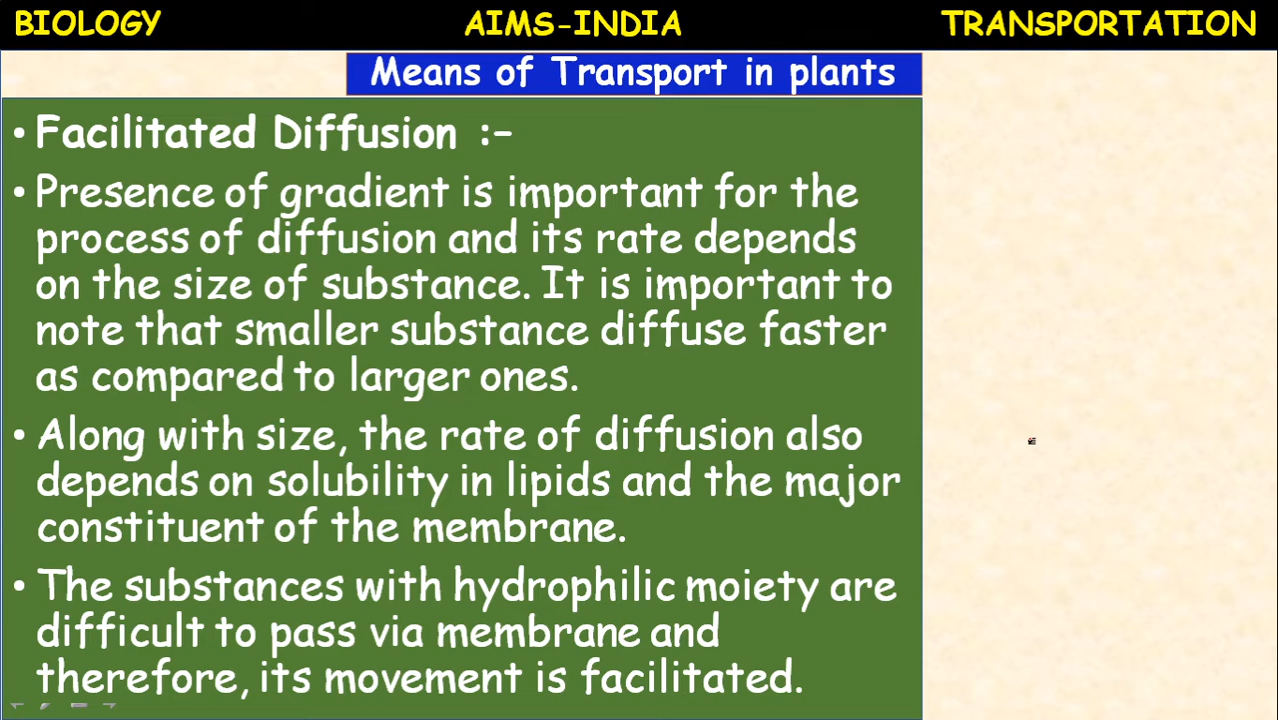 BIOLOGY AIMS-INDIA TRANSPORTATION
Means of Transport in plants
• Facilitated Diffusion :-
• Presence of gradient is important for the
process of diffusion and its rate depends
on the size of substance. It is important to
note that smaller substance diffuse faster
as compared to larger ones.
• Along with size, the rate of diffusion also
depends on solubility in lipids and the major
constituent of the membrane.
• The substances with hydrophilic moiety are
difficult to pass via membrane and
therefore, its movement is facilitated.